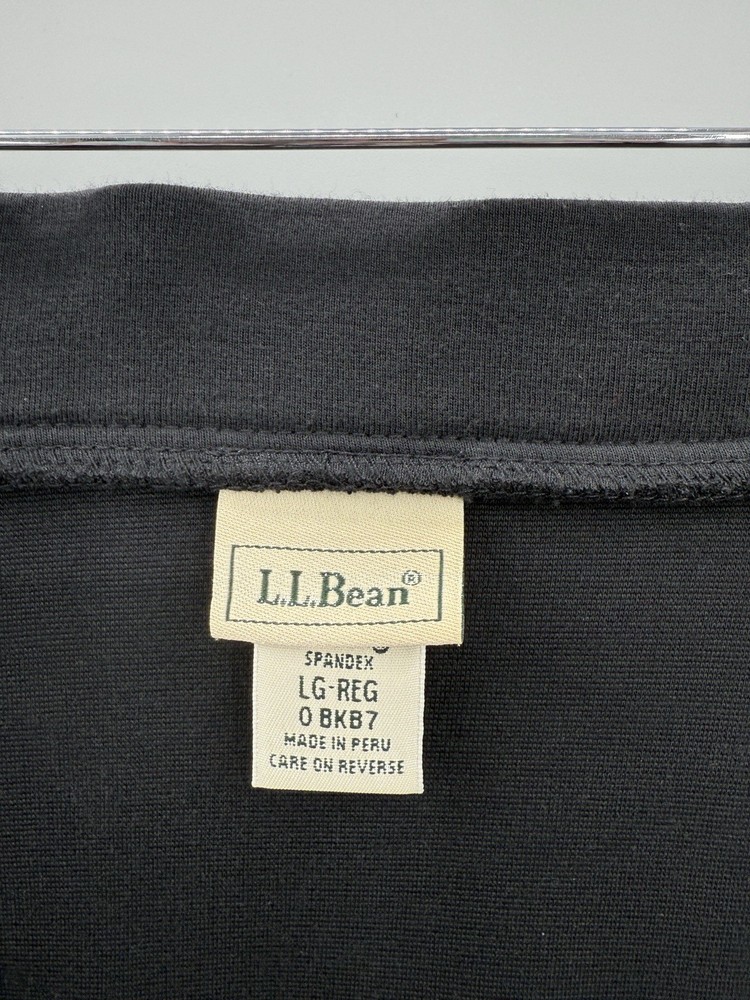 L.L.Bean®
SPANDEX
LG-REG
0 BKB7
MADE IN PERU
CARE ON REVERSE